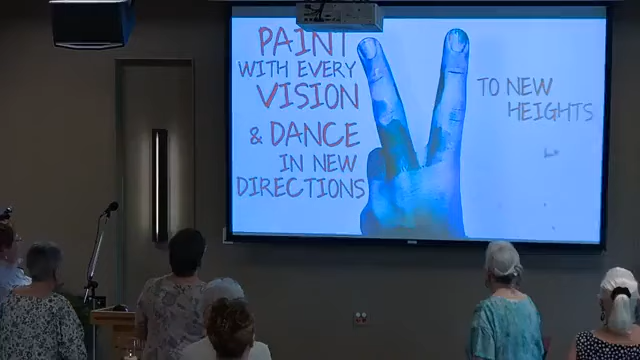 PAINT
WITH EVERY
VISION
& DANCE
IN NEW
DIRECTIONS
TO NEW
HEIGHTS